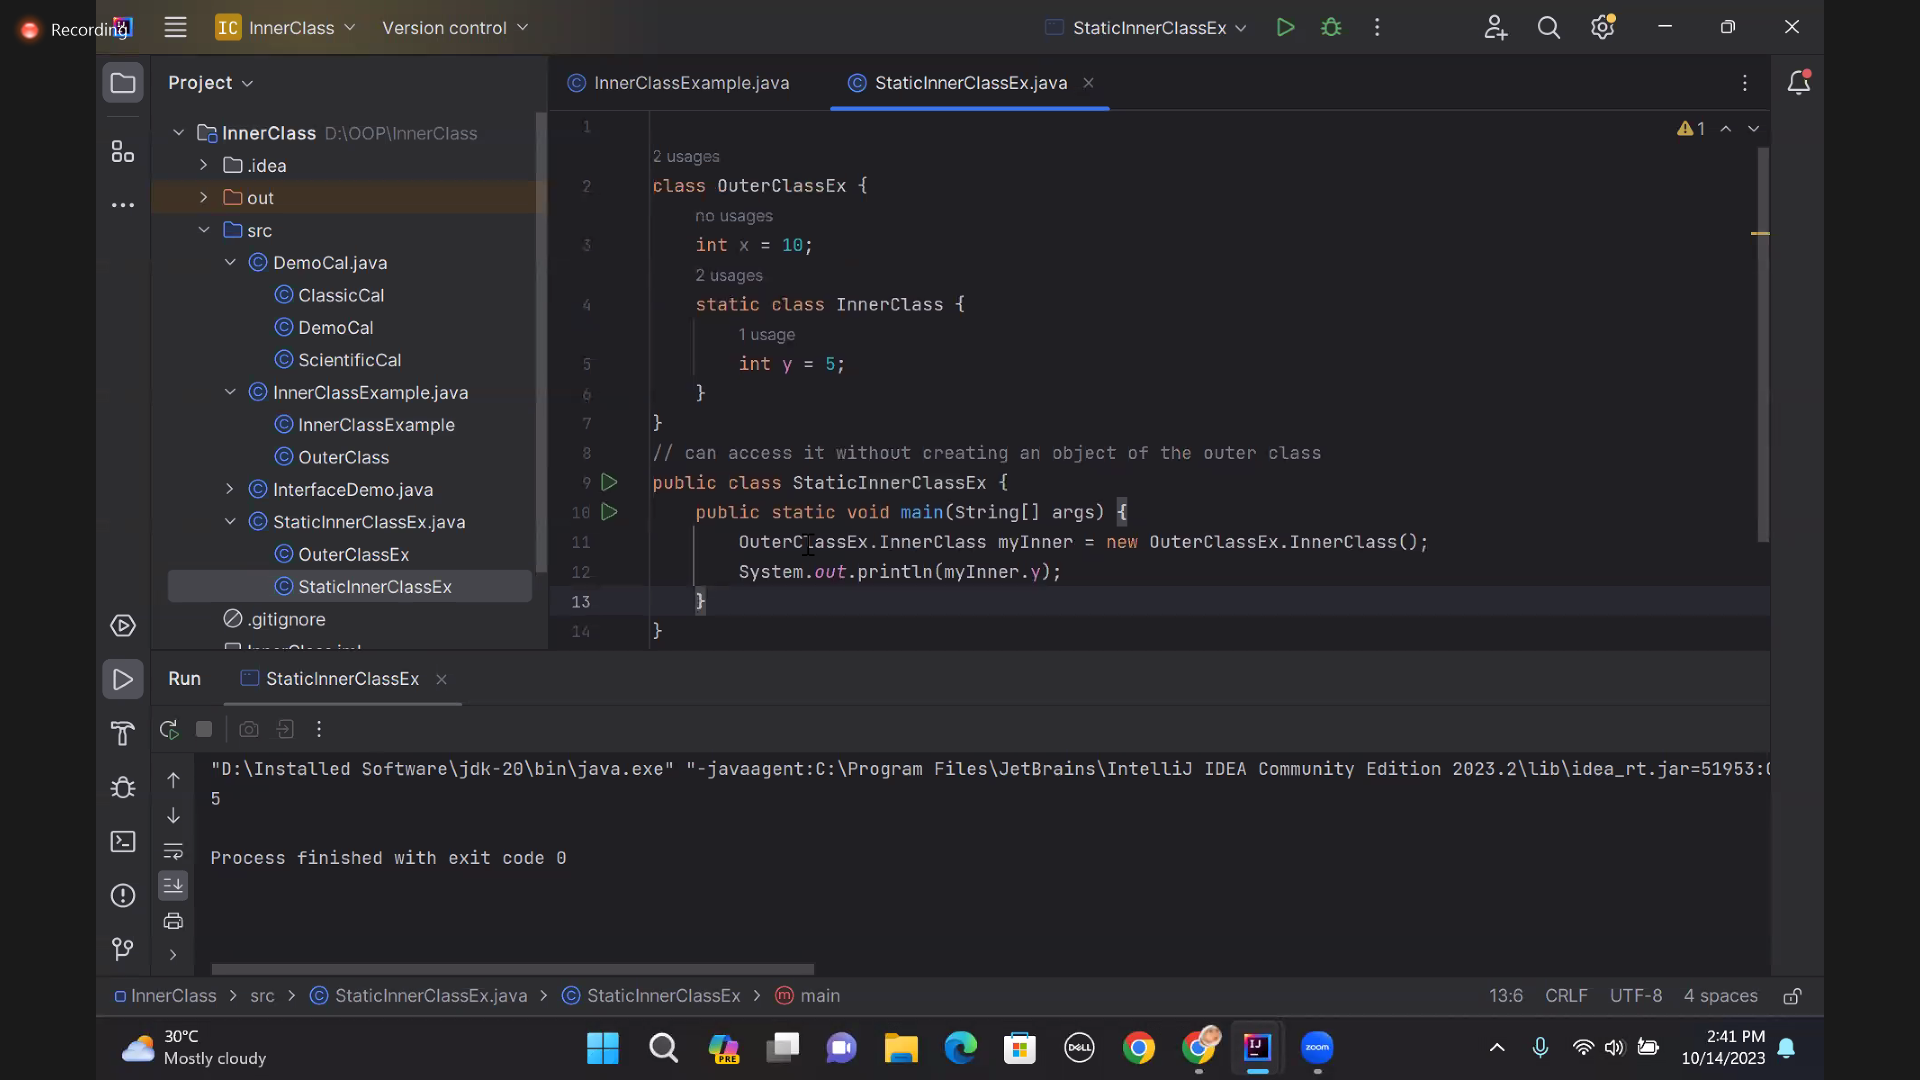 Recording
IC InnerClass Version control StaticInnerClassEx
Project
InnerClassExample.java StaticInnerClassEx.java
InnerClass D:\OOP\InnerClass
.idea
out
src
DemoCal.java
ClassicCal
DemoCal
ScientificCal
InnerClassExample.java
InnerClassExample
OuterClass
InterfaceDemo.java
StaticInnerClassEx.java
OuterClassEx
StaticInnerClassEx
.gitignore
InnerClass.iml
1
1
2 usages
2 class OuterClassEx {
no usages
3 int x = 10;
2 usages
4 static class InnerClass {
1 usage
5 int y = 5;
6 }
7 }
8 // can access it without creating an object of the outer class
9 public class StaticInnerClassEx {
10 public static void main(String[] args) {
11 OuterClassEx.InnerClass myInner = new OuterClassEx.InnerClass();
12 System.out.println(myInner.y);
13 }
14 }
Run StaticInnerClassEx
"D:\Installed Software\jdk-20\bin\java.exe" "-javaagent:C:\Program Files\JetBrains\IntelliJ IDEA Community Edition 2023.2\lib\idea_rt.jar=51953:
5
Process finished with exit code 0
InnerClass > src > StaticInnerClassEx.java > StaticInnerClassEx > main
13:6 CRLF UTF-8 4 spaces
30°C
Mostly cloudy
PRE
DELL
IJ
zoom
2:41 PM
10/14/2023